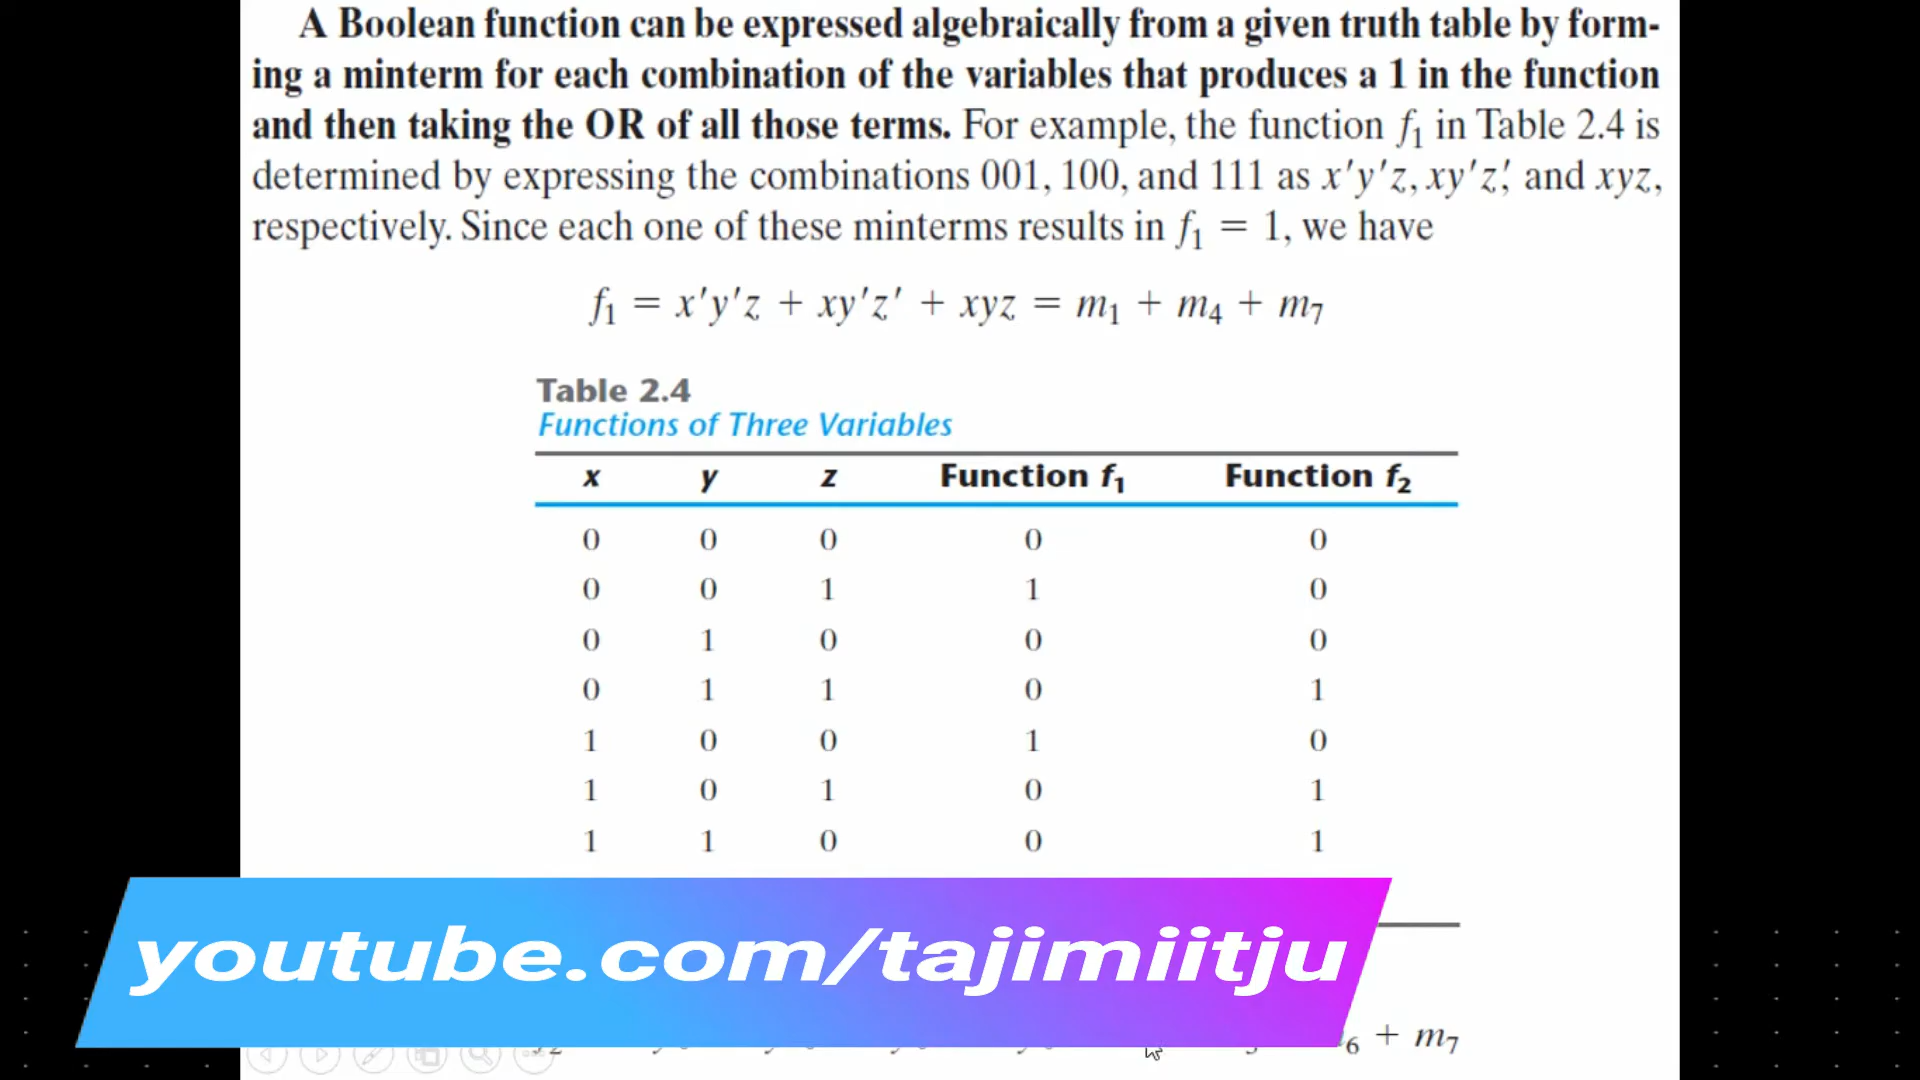 A Boolean function can be expressed algebraically from a given truth table by form-
ing a minterm for each combination of the variables that produces a 1 in the function
and then taking the OR of all those terms. For example, the function f₁ in Table 2.4 is
determined by expressing the combinations 001, 100, and 111 as x′y′z, xy′z′, and xyz,
respectively. Since each one of these minterms results in f₁ = 1, we have
f₁ = x′y′z + xy′z′ + xyz = m₁ + m₄ + m₇
Table 2.4
Functions of Three Variables
x y z Function f₁ Function f₂
0 0 0 0 0
0 0 1 1 0
0 1 0 0 0
0 1 1 0 1
1 0 0 1 0
1 0 1 0 1
1 1 0 0 1
youtube.com/tajimiitju
₆ + m₇